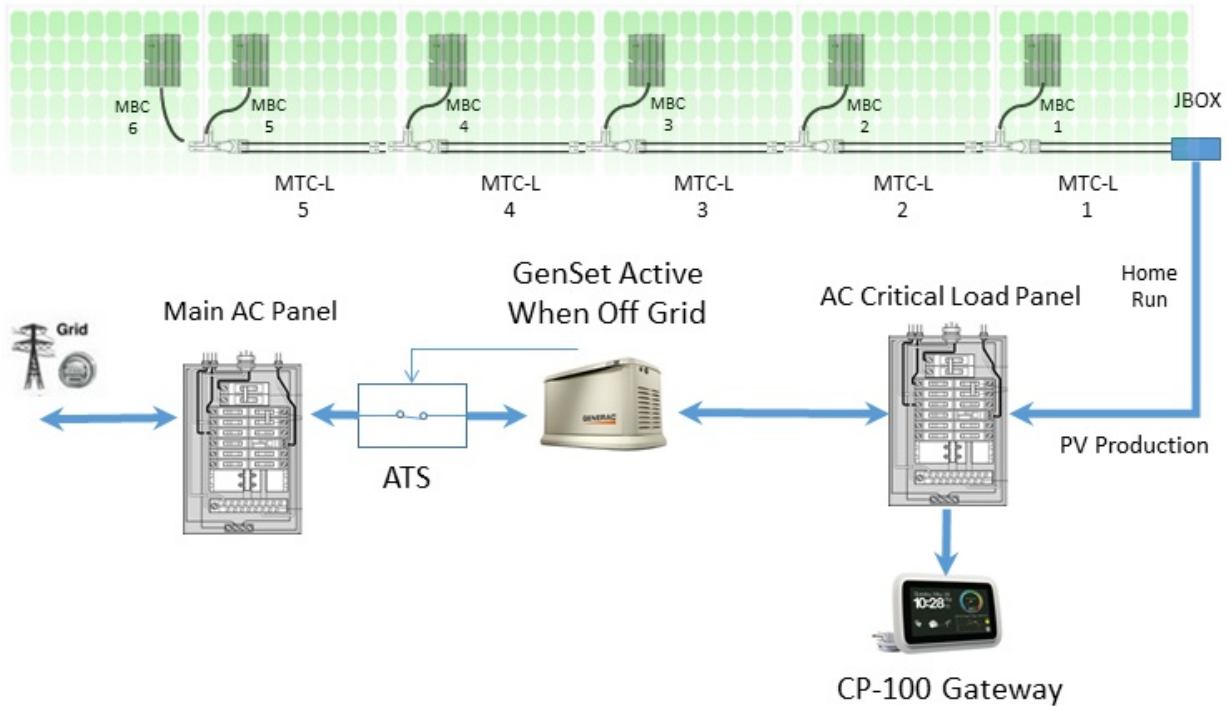 MBC
6
MBC
5
MBC
4
MBC
3
MBC
2
MBC
1
JBOX
MTC-L
5
MTC-L
4
MTC-L
3
MTC-L
2
MTC-L
1
Home
Run
GenSet Active
When Off Grid
AC Critical Load Panel
Main AC Panel
Grid
GENERAC
PV Production
ATS
10:28
CP-100 Gateway